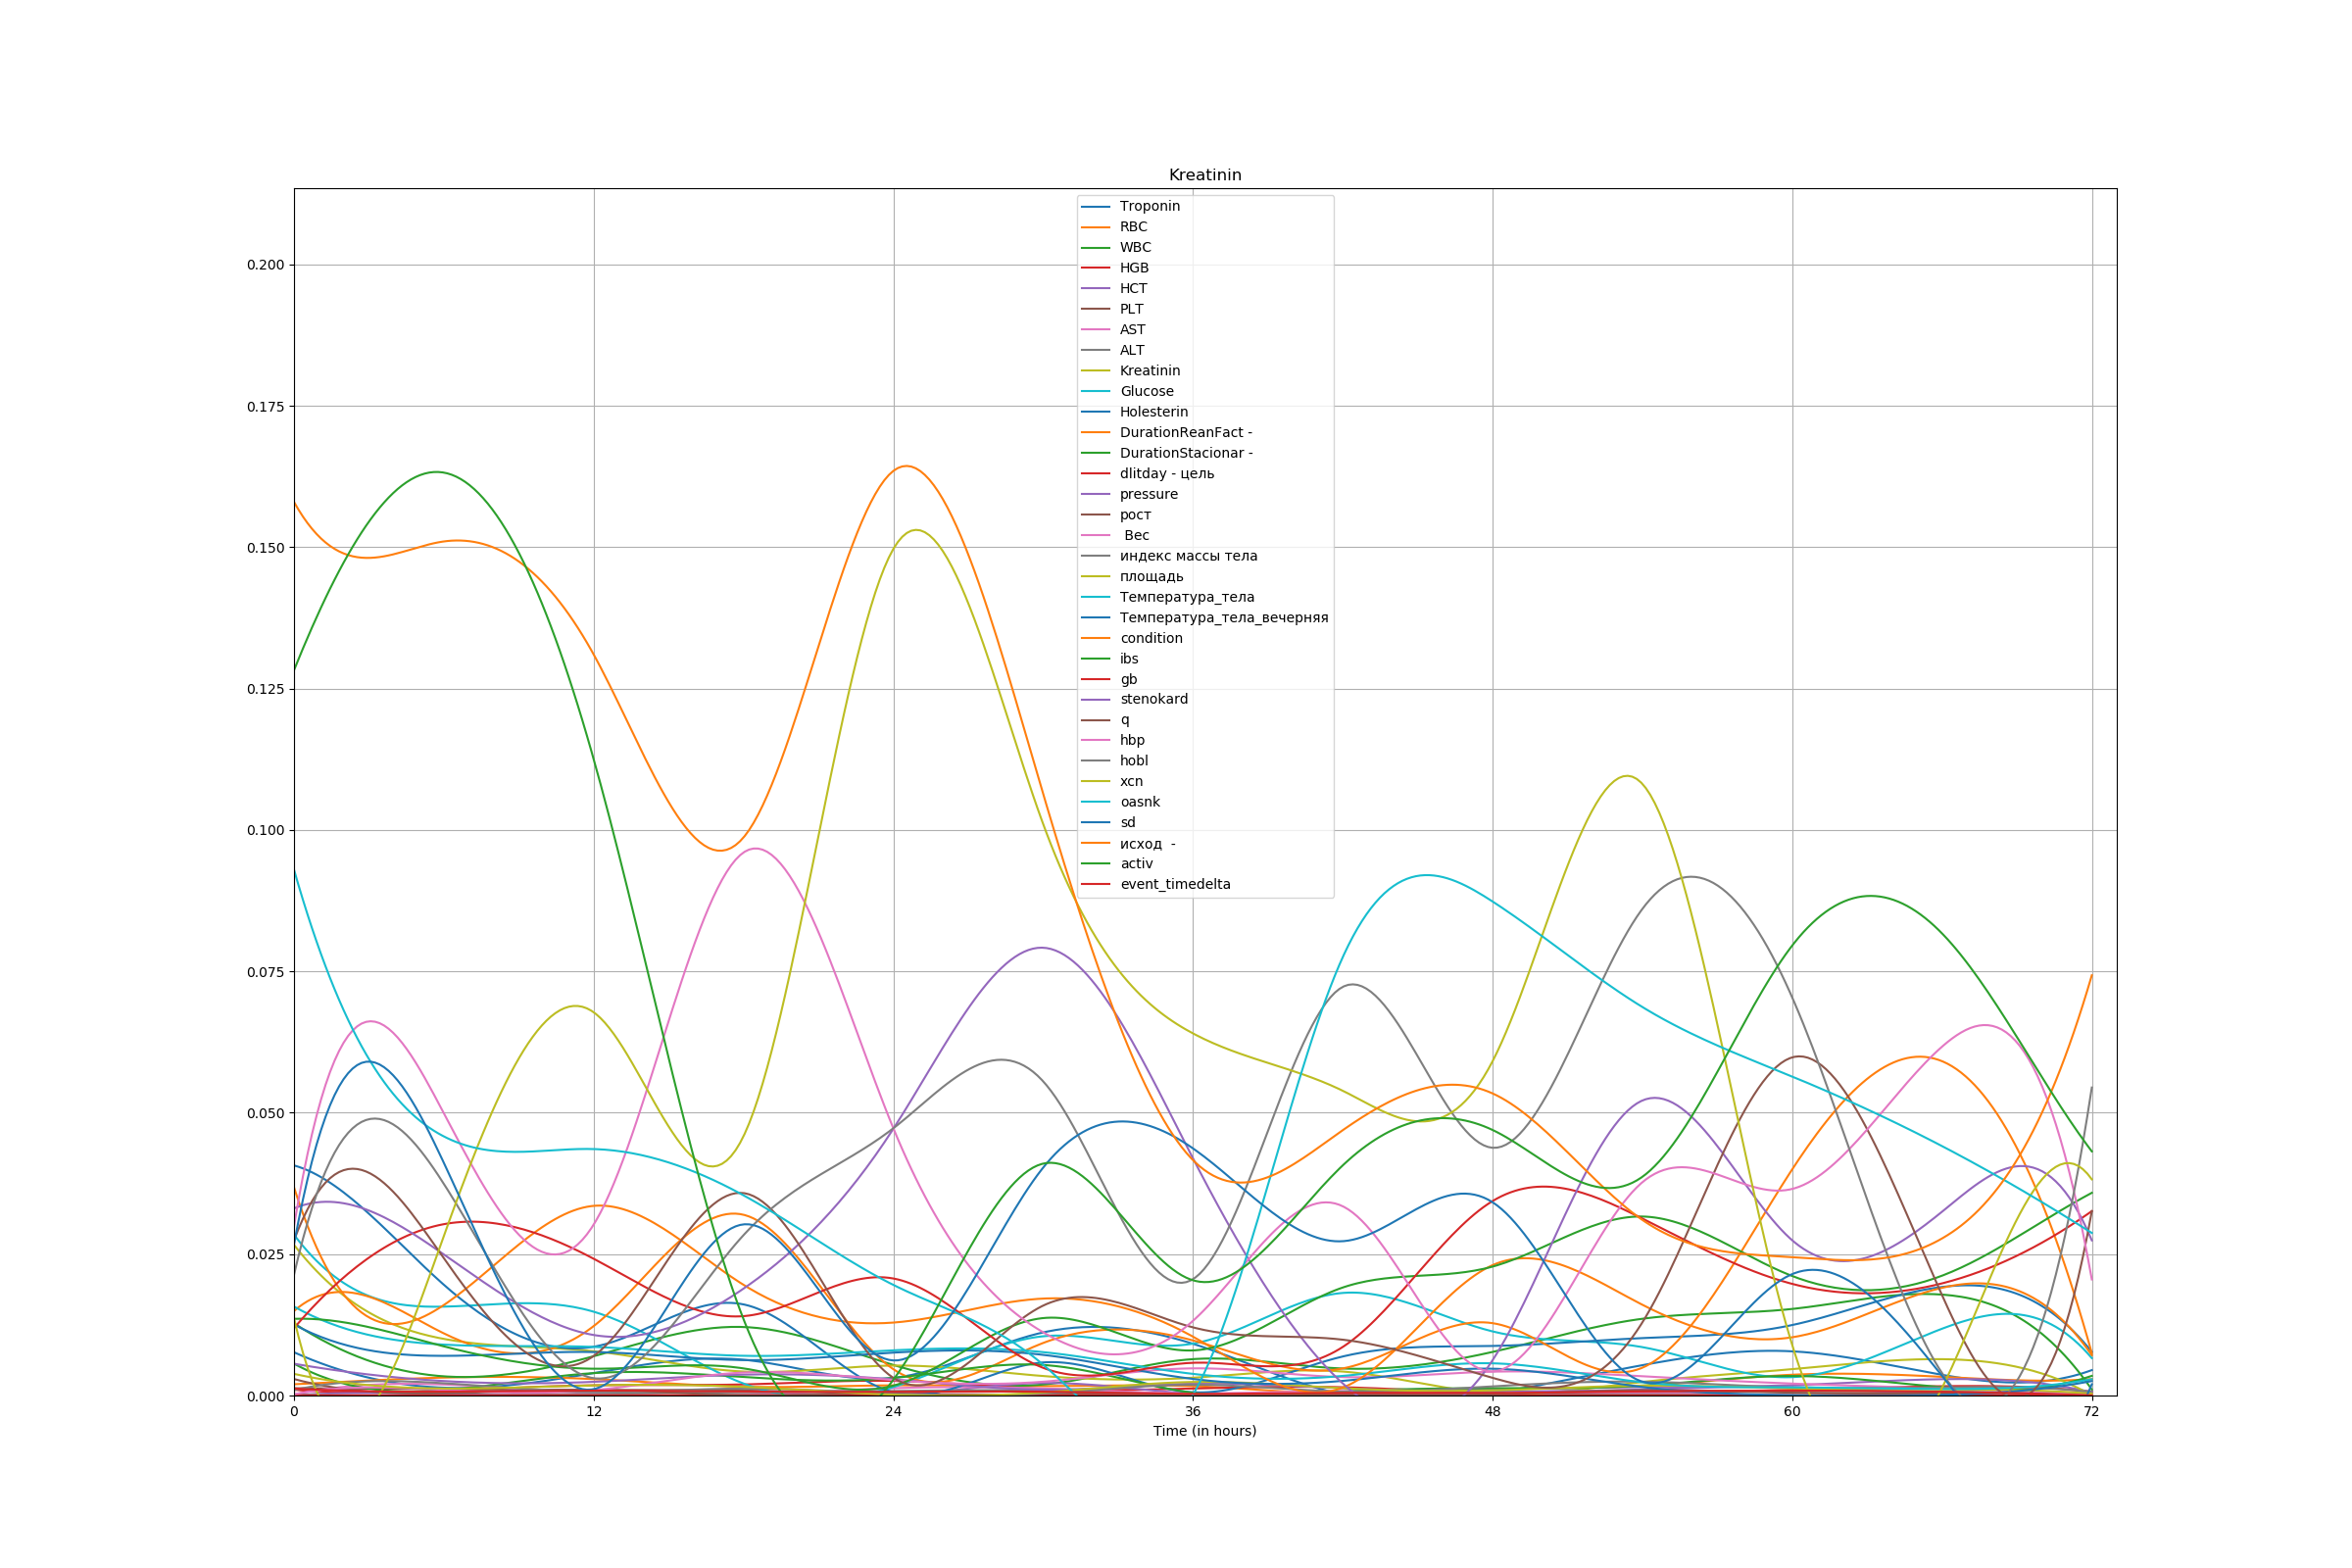 Kreatinin
Troponin
RBC
WBC
HGB
HCT
PLT
AST
ALT
Kreatinin
Glucose
Holesterin
DurationReanFact -
DurationStacionar -
dlitday - цель
pressure
рост
Вес
индекс массы тела
площадь
Температура_тела
Температура_тела_вечерняя
condition
ibs
gb
stenokard
q
hbp
hobl
xcn
oasnk
sd
исход  -
activ
event_timedelta
0.200
0.175
0.150
0.125
0.100
0.075
0.050
0.025
0.000
0 12 24 36 48 60 72
Time (in hours)